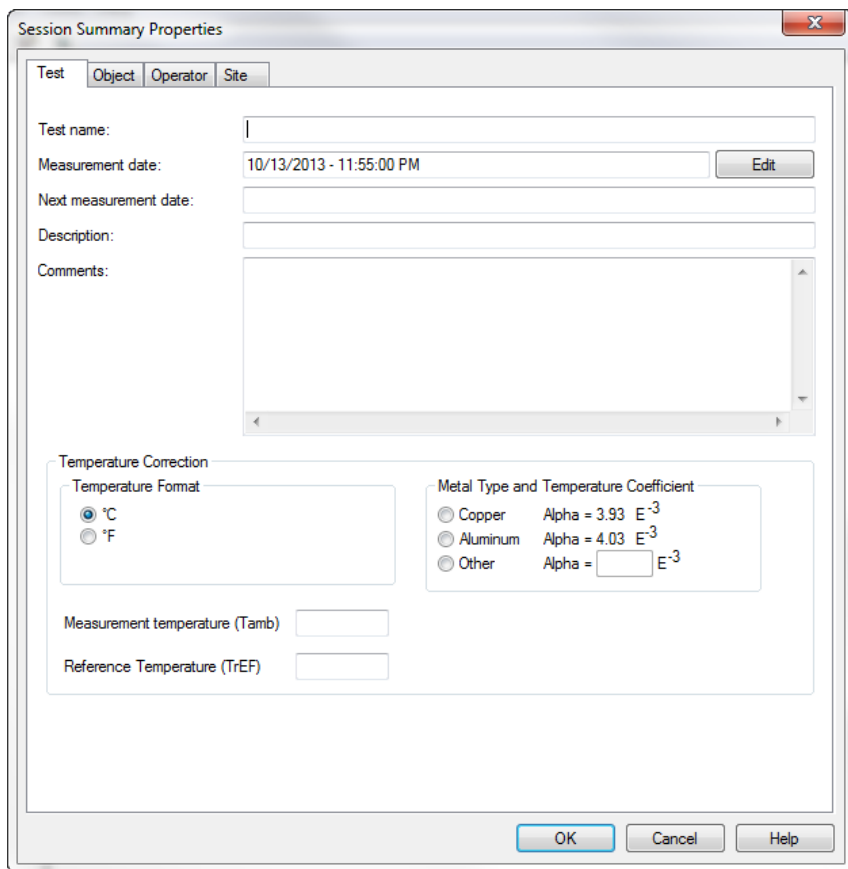 Session Summary Properties
Test Object Operator Site
Test name:
Measurement date: 10/13/2013 - 11:55:00 PM Edit
Next measurement date:
Description:
Comments:
Temperature Correction
Temperature Format Metal Type and Temperature Coefficient
°C Copper Alpha = 3.93 E-3
°F Aluminum Alpha = 4.03 E-3
Other Alpha = E-3
Measurement temperature (Tamb)
Reference Temperature (TrEF)
OK Cancel Help